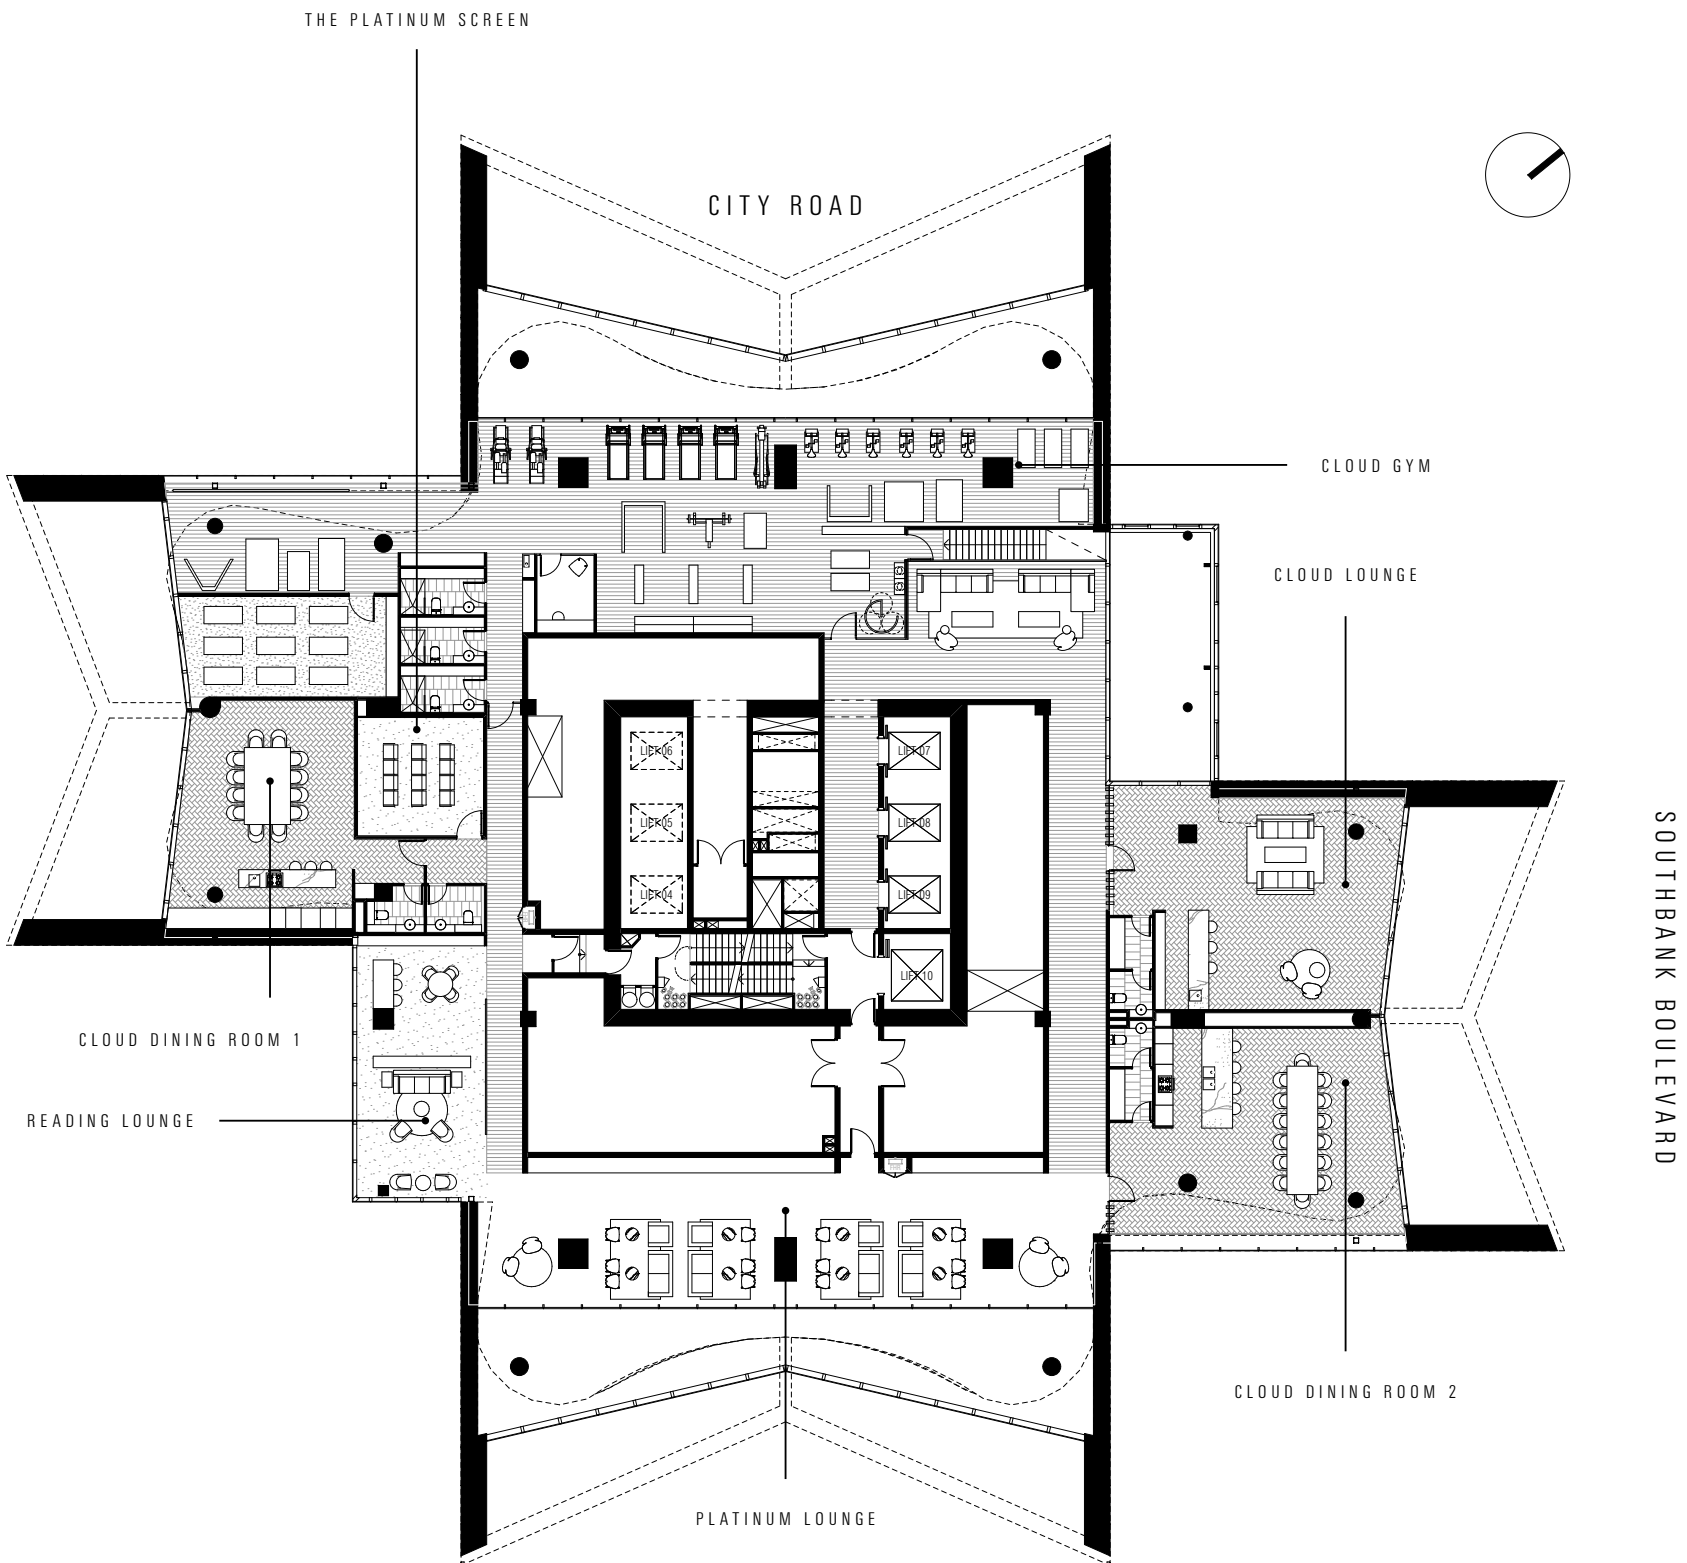 THE PLATINUM SCREEN
CITY ROAD
CLOUD GYM
CLOUD LOUNGE
LIFT 06
LIFT 07
LIFT 05
LIFT 08
LIFT 04
LIFT 09
LIFT 10
SOUTHBANK BOULEVARD
CLOUD DINING ROOM 1
READING LOUNGE
CLOUD DINING ROOM 2
PLATINUM LOUNGE